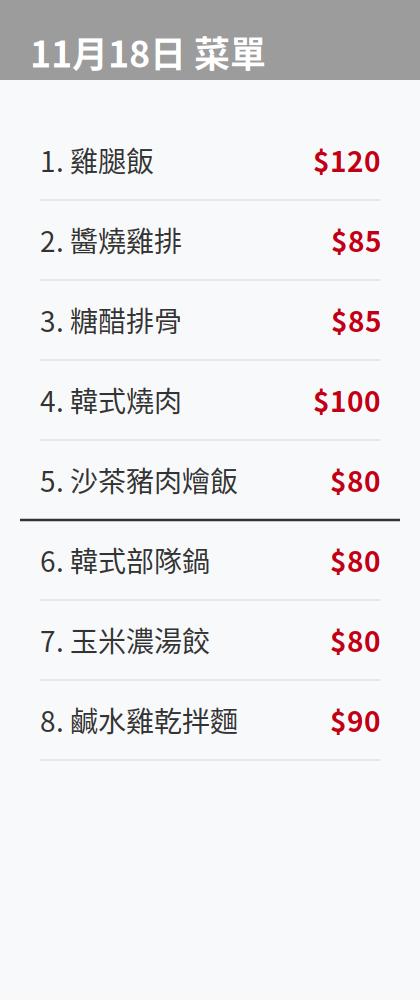 11月18日 菜單
1. 雞腿飯 $120
2. 醬燒雞排 $85
3. 糖醋排骨 $85
4. 韓式燒肉 $100
5. 沙茶豬肉燴飯 $80
6. 韓式部隊鍋 $80
7. 玉米濃湯餃 $80
8. 鹹水雞乾拌麵 $90